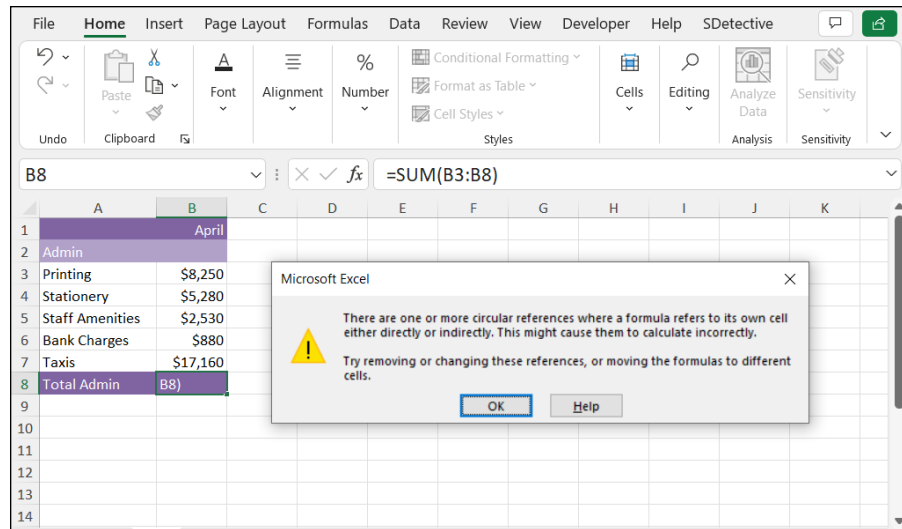 File Home Insert Page Layout Formulas Data Review View Developer Help SDetective
Paste
Font
Alignment
%
Number
Conditional Formatting
Format as Table
Cell Styles
Cells
Editing
Analyze
Data
Sensitivity
Undo Clipboard Styles Analysis Sensitivity
B8 fx =SUM(B3:B8)
A B C D E F G H I J K
1 April
2 Admin
3 Printing $8,250
4 Stationery $5,280
5 Staff Amenities $2,530
6 Bank Charges $880
7 Taxis $17,160
8 Total Admin B8)
9
10
11
12
13
14
Microsoft Excel
There are one or more circular references where a formula refers to its own cell
either directly or indirectly. This might cause them to calculate incorrectly.
Try removing or changing these references, or moving the formulas to different
cells.
OK Help